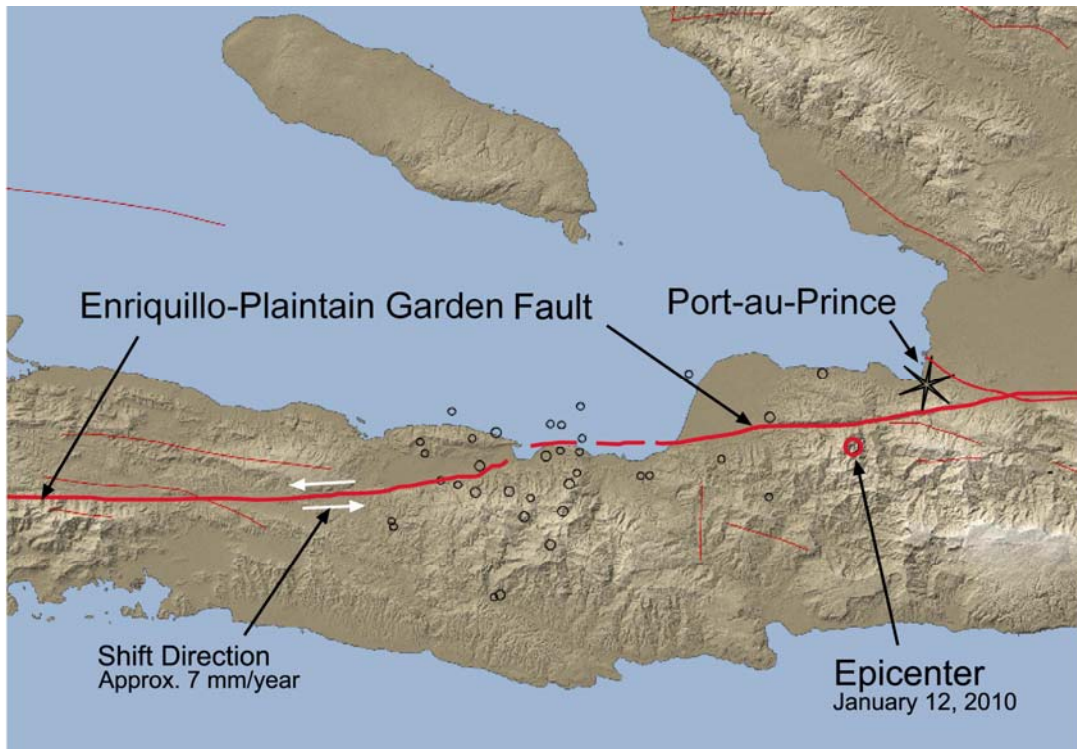 Enriquillo-Plaintain Garden Fault
Port-au-Prince
Shift Direction
Approx. 7 mm/year
Epicenter
January 12, 2010